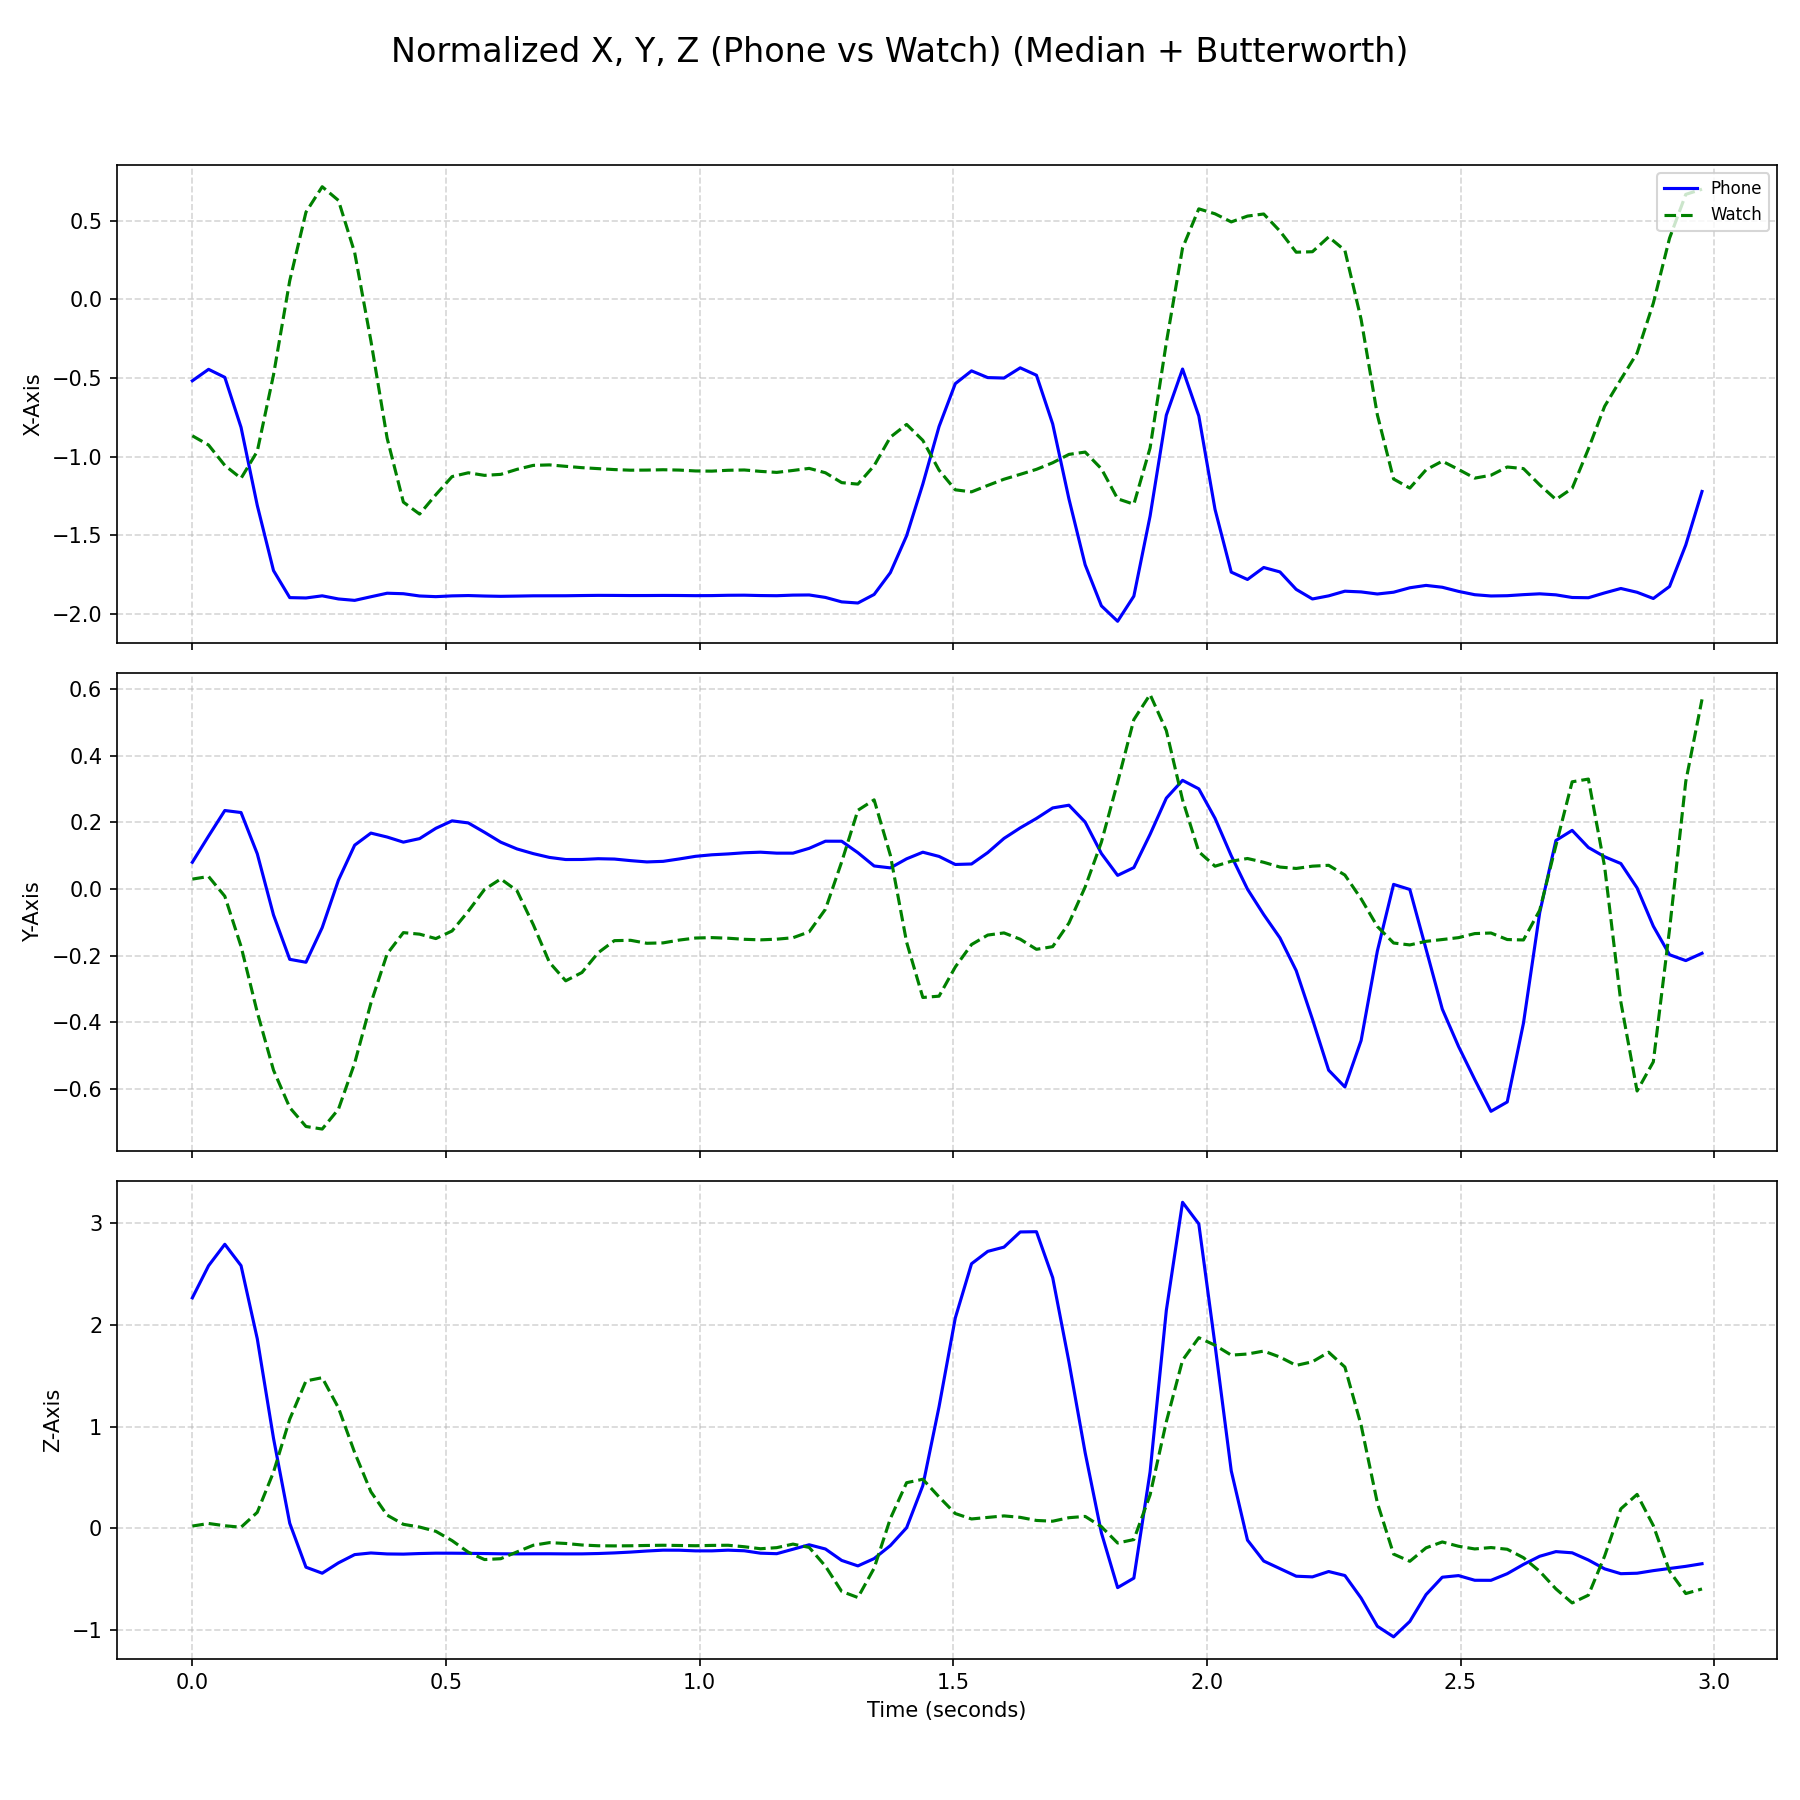 Normalized X, Y, Z (Phone vs Watch) (Median + Butterworth)
Phone
Watch
X-Axis
0.5
0.0
−0.5
−1.0
−1.5
−2.0
Y-Axis
0.6
0.4
0.2
0.0
−0.2
−0.4
−0.6
Z-Axis
3
2
1
0
−1
0.0 0.5 1.0 1.5 2.0 2.5 3.0
Time (seconds)